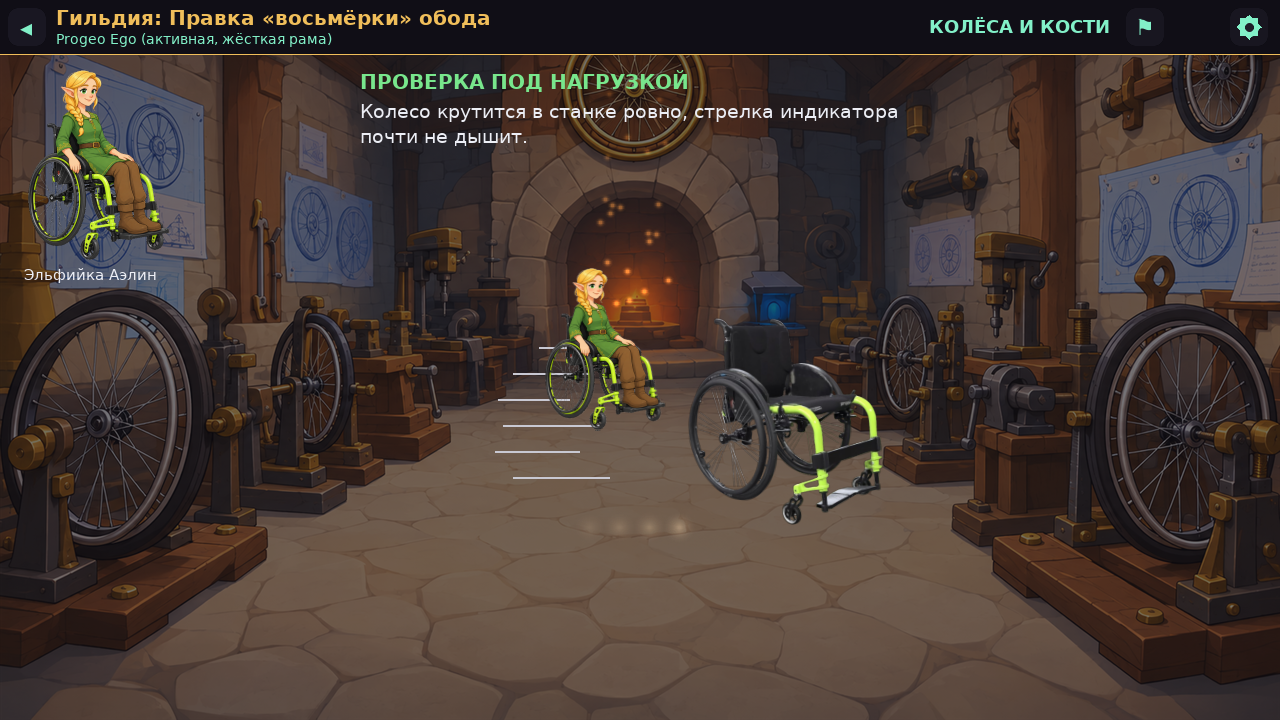 Гильдия: Правка «восьмёрки» обода
Progeo Ego (активная, жёсткая рама)
КОЛЁСА И КОСТИ
ПРОВЕРКА ПОД НАГРУЗКОЙ
Колесо крутится в станке ровно, стрелка индикатора
почти не дышит.
Эльфийка Аэлин